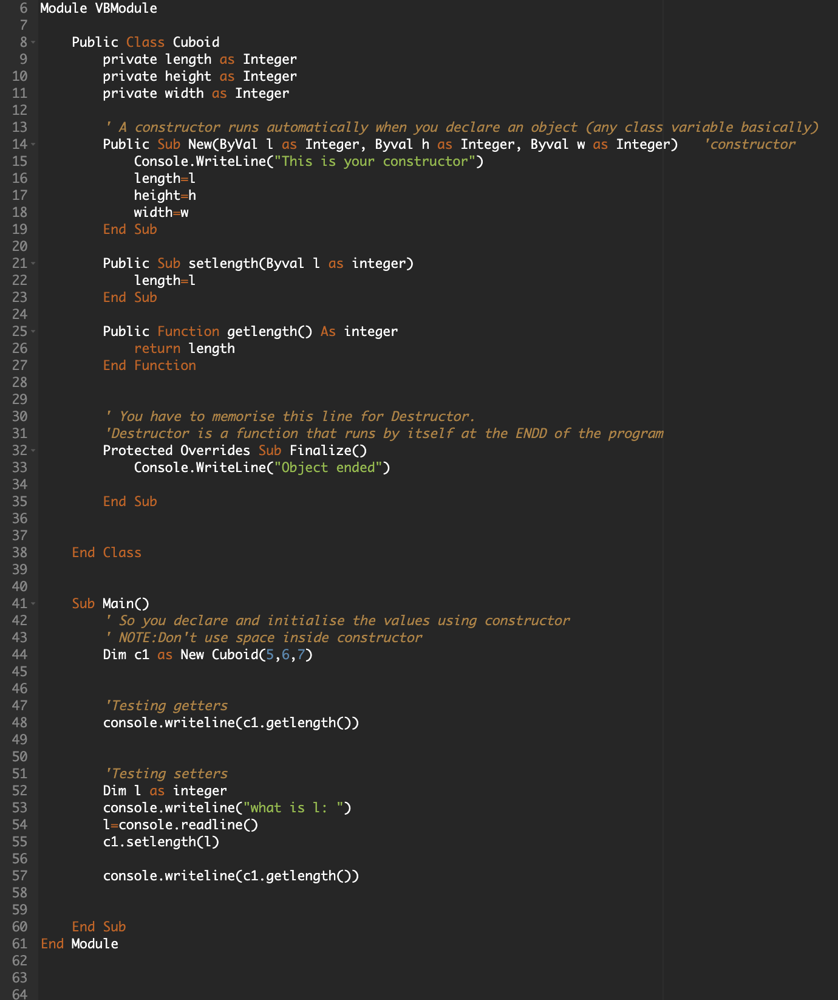 6 Module VBModule
7
8 Public Class Cuboid
9 private length as Integer
10 private height as Integer
11 private width as Integer
12
13 ' A constructor runs automatically when you declare an object (any class variable basically)
14 Public Sub New(ByVal l as Integer, Byval h as Integer, Byval w as Integer) 'constructor
15 Console.WriteLine("This is your constructor")
16 length=l
17 height=h
18 width=w
19 End Sub
20
21 Public Sub setlength(Byval l as integer)
22 length=l
23 End Sub
24
25 Public Function getlength() As integer
26 return length
27 End Function
28
29
30 ' You have to memorise this line for Destructor.
31 'Destructor is a function that runs by itself at the ENDD of the program
32 Protected Overrides Sub Finalize()
33 Console.WriteLine("Object ended")
34
35 End Sub
36
37
38 End Class
39
40
41 Sub Main()
42 ' So you declare and initialise the values using constructor
43 ' NOTE:Don't use space inside constructor
44 Dim c1 as New Cuboid(5,6,7)
45
46
47 'Testing getters
48 console.writeline(c1.getlength())
49
50
51 'Testing setters
52 Dim l as integer
53 console.writeline("what is l: ")
54 l=console.readline()
55 c1.setlength(l)
56
57 console.writeline(c1.getlength())
58
59
60 End Sub
61 End Module
62
63
64